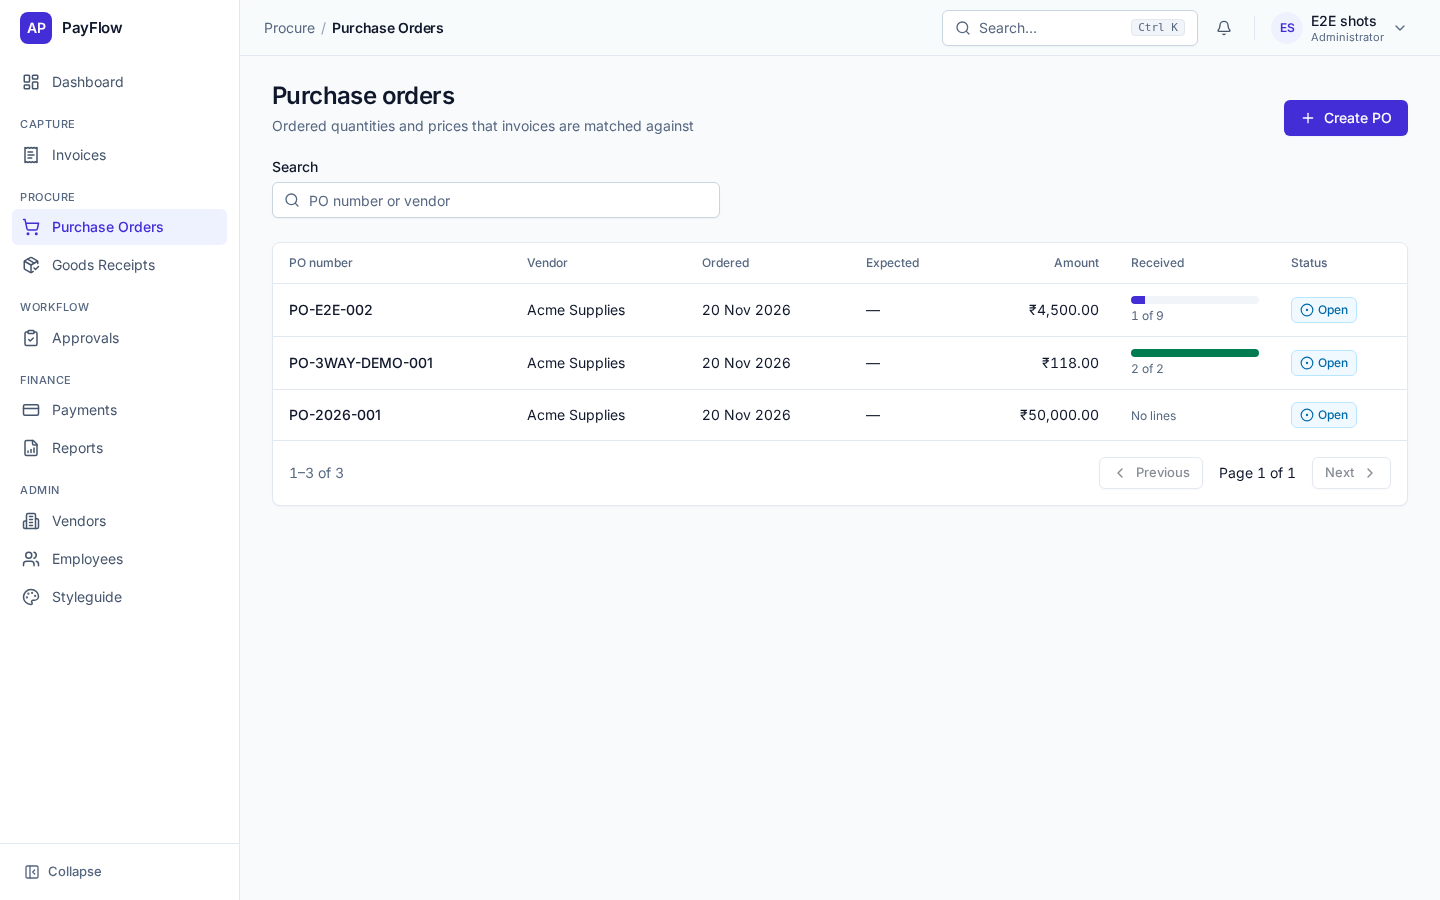 AP PayFlow
Dashboard
CAPTURE
Invoices
PROCURE
Purchase Orders
Goods Receipts
WORKFLOW
Approvals
FINANCE
Payments
Reports
ADMIN
Vendors
Employees
Styleguide
Collapse
Procure / Purchase Orders
Search... Ctrl K
ES E2E shots
Administrator
Purchase orders
Ordered quantities and prices that invoices are matched against
Create PO
Search
PO number or vendor
PO number Vendor Ordered Expected Amount Received Status
PO-E2E-002 Acme Supplies 20 Nov 2026 — ₹4,500.00 1 of 9 Open
PO-3WAY-DEMO-001 Acme Supplies 20 Nov 2026 — ₹118.00 2 of 2 Open
PO-2026-001 Acme Supplies 20 Nov 2026 — ₹50,000.00 No lines Open
1–3 of 3 Previous Page 1 of 1 Next